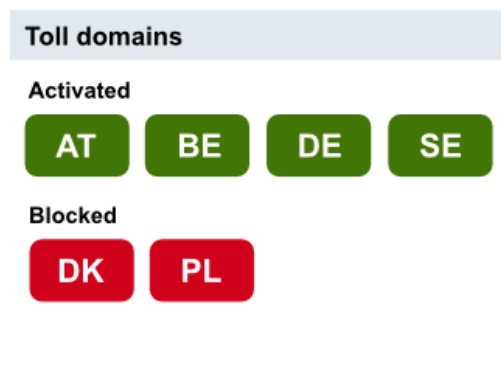 Toll domains
Activated
AT BE DE SE
Blocked
DK PL